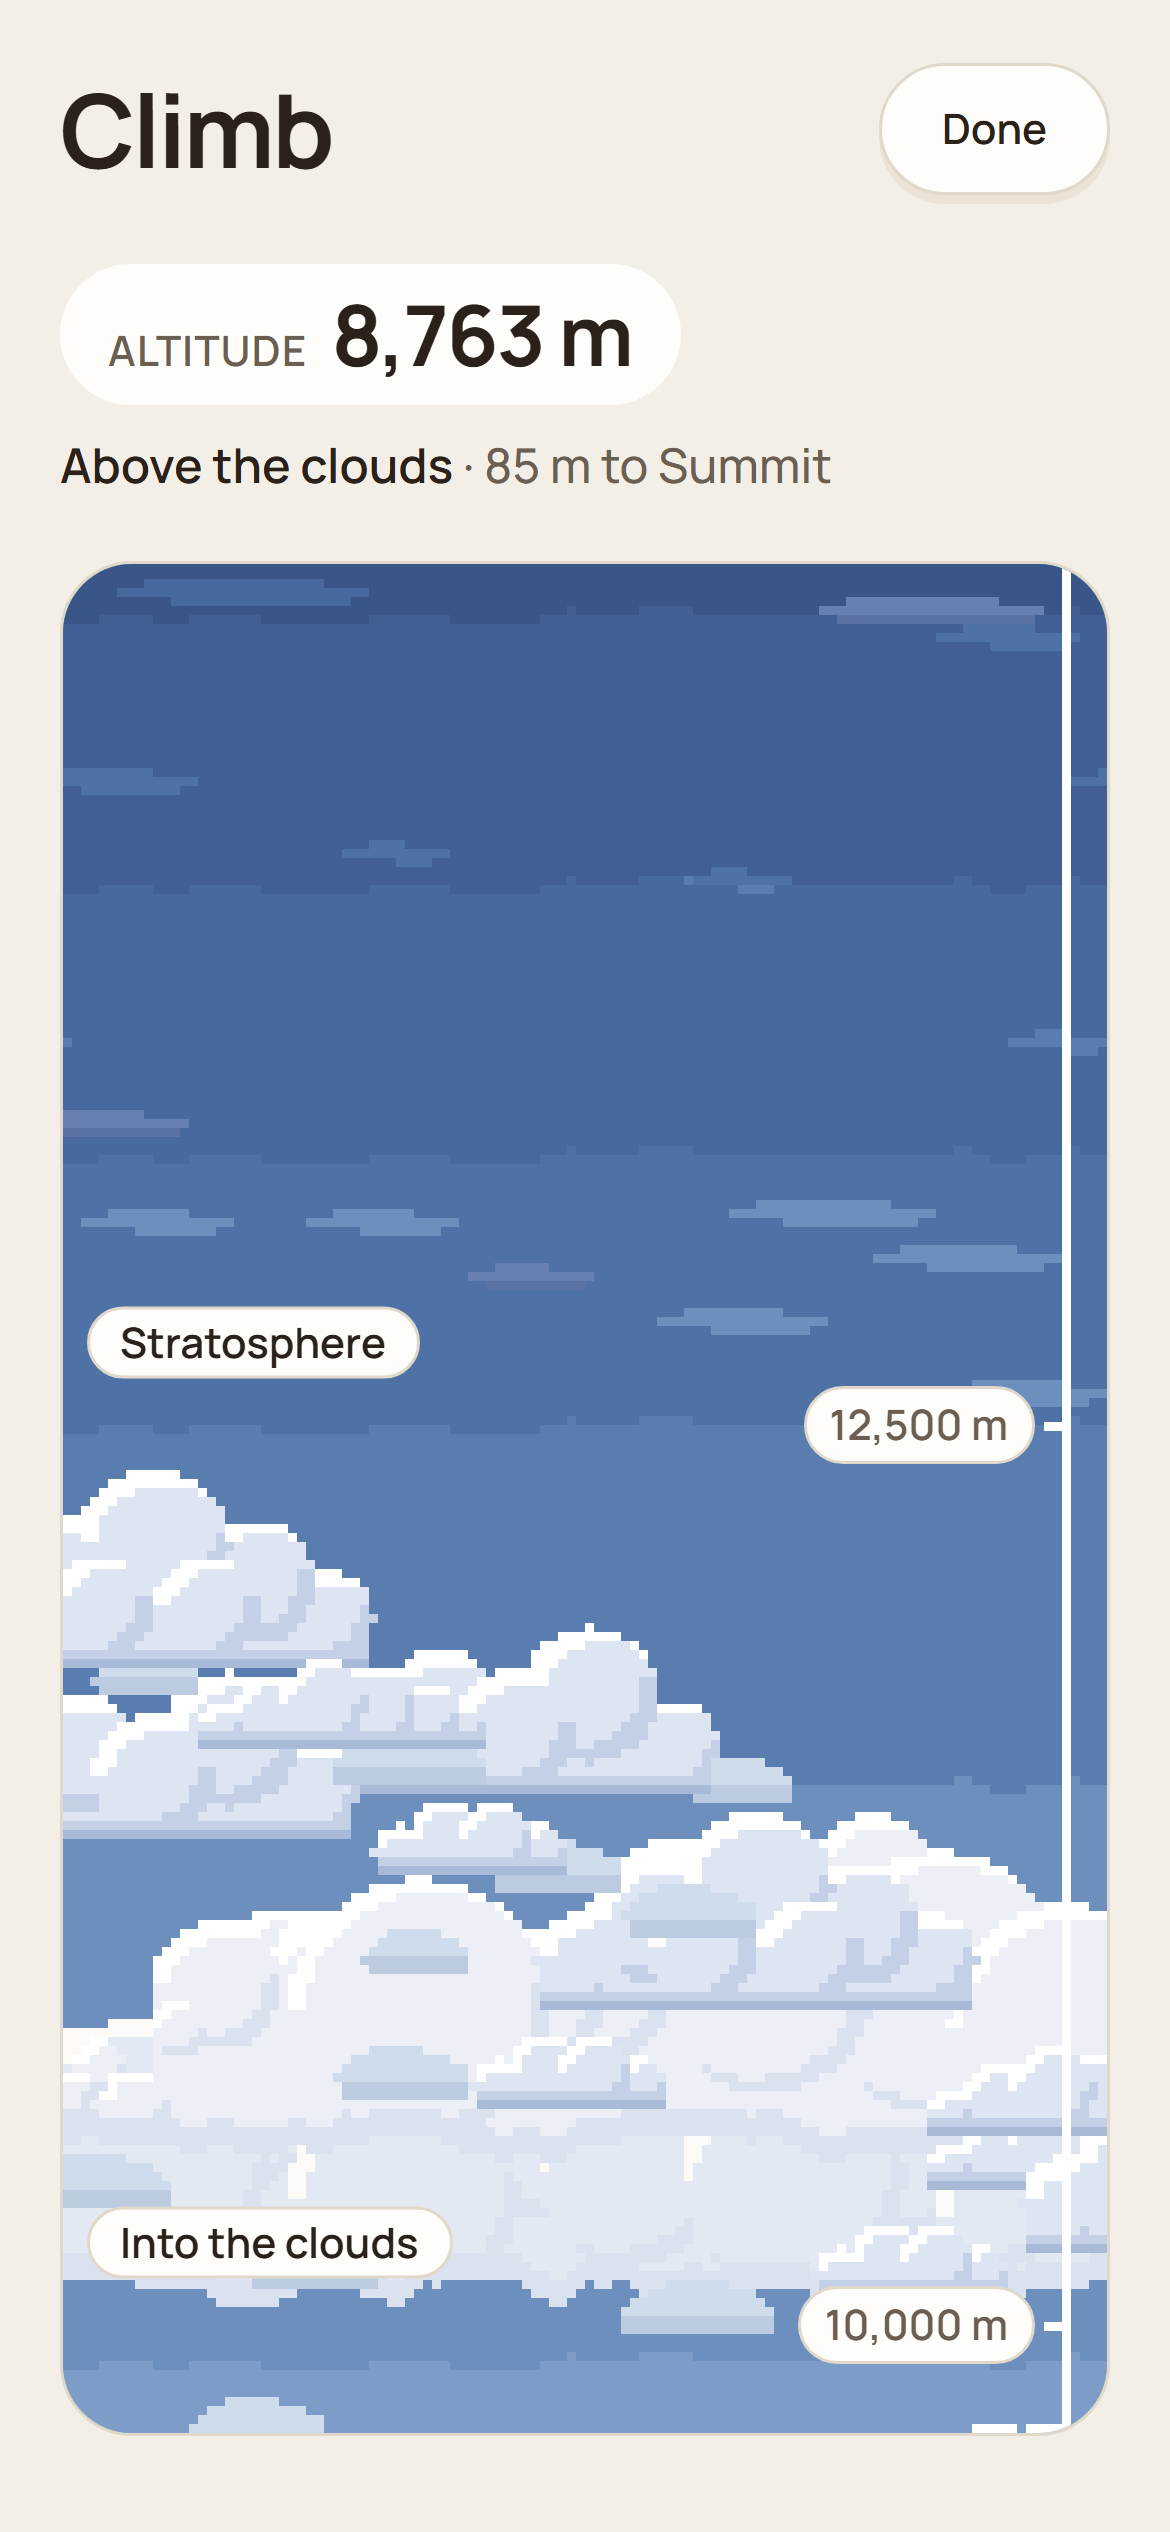 Climb
Done
ALTITUDE 8,763 m
Above the clouds · 85 m to Summit
Stratosphere
12,500 m
Into the clouds
10,000 m